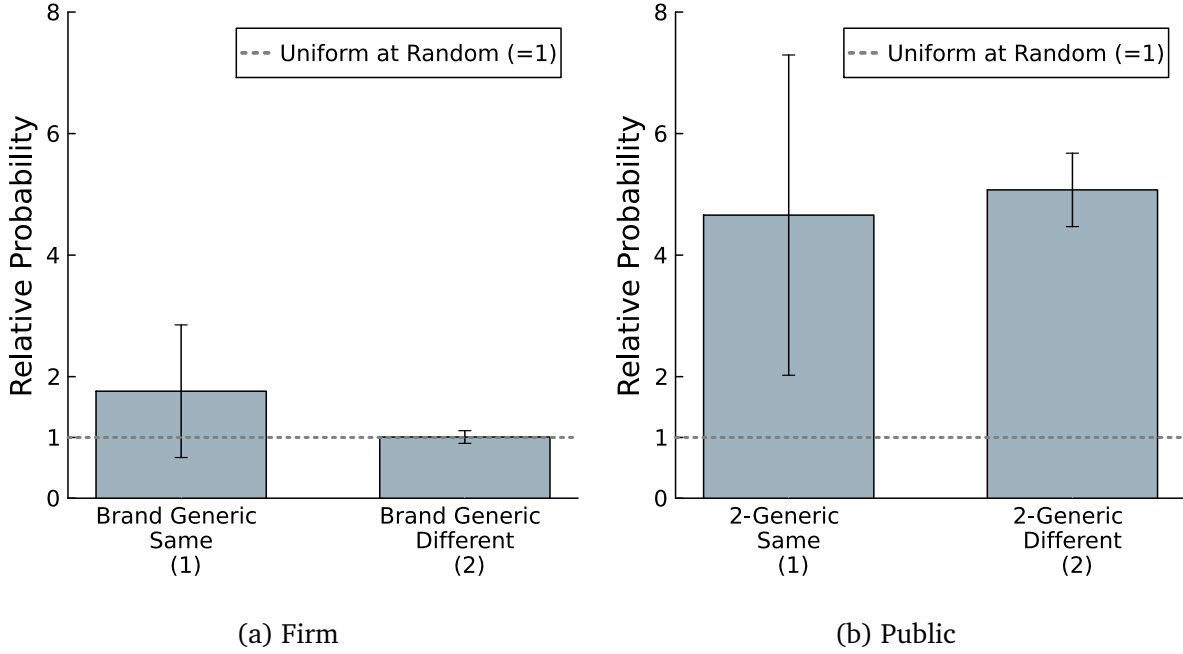 8
6
4
2
1
0
Relative Probability
Uniform at Random (=1)
Brand Generic
Same
(1)
Brand Generic
Different
(2)
(a) Firm
8
6
4
2
1
0
Relative Probability
Uniform at Random (=1)
2-Generic
Same
(1)
2-Generic
Different
(2)
(b) Public